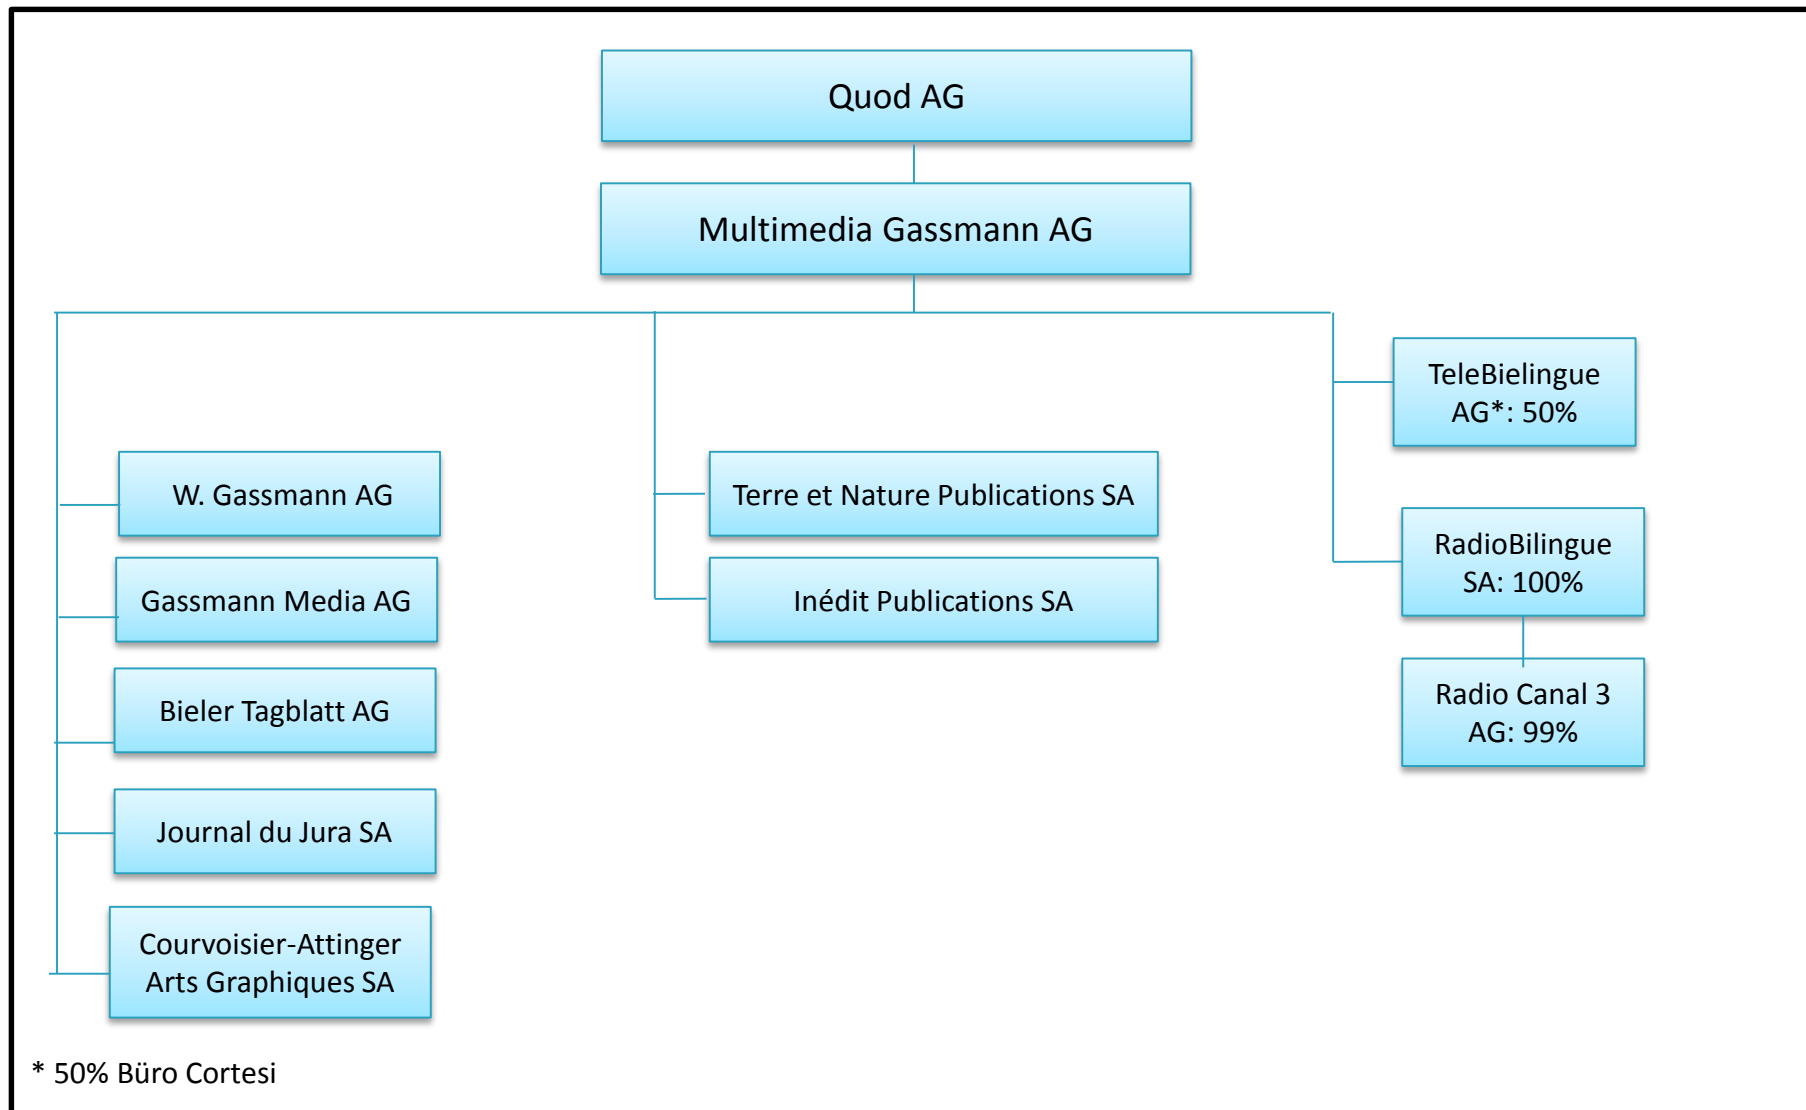 Quod AG
Multimedia Gassmann AG
W. Gassmann AG
Gassmann Media AG
Bieler Tagblatt AG
Journal du Jura SA
Courvoisier-Attinger
Arts Graphiques SA
Terre et Nature Publications SA
Inédit Publications SA
TeleBielingue
AG*: 50%
RadioBilingue
SA: 100%
Radio Canal 3
AG: 99%
* 50% Büro Cortesi